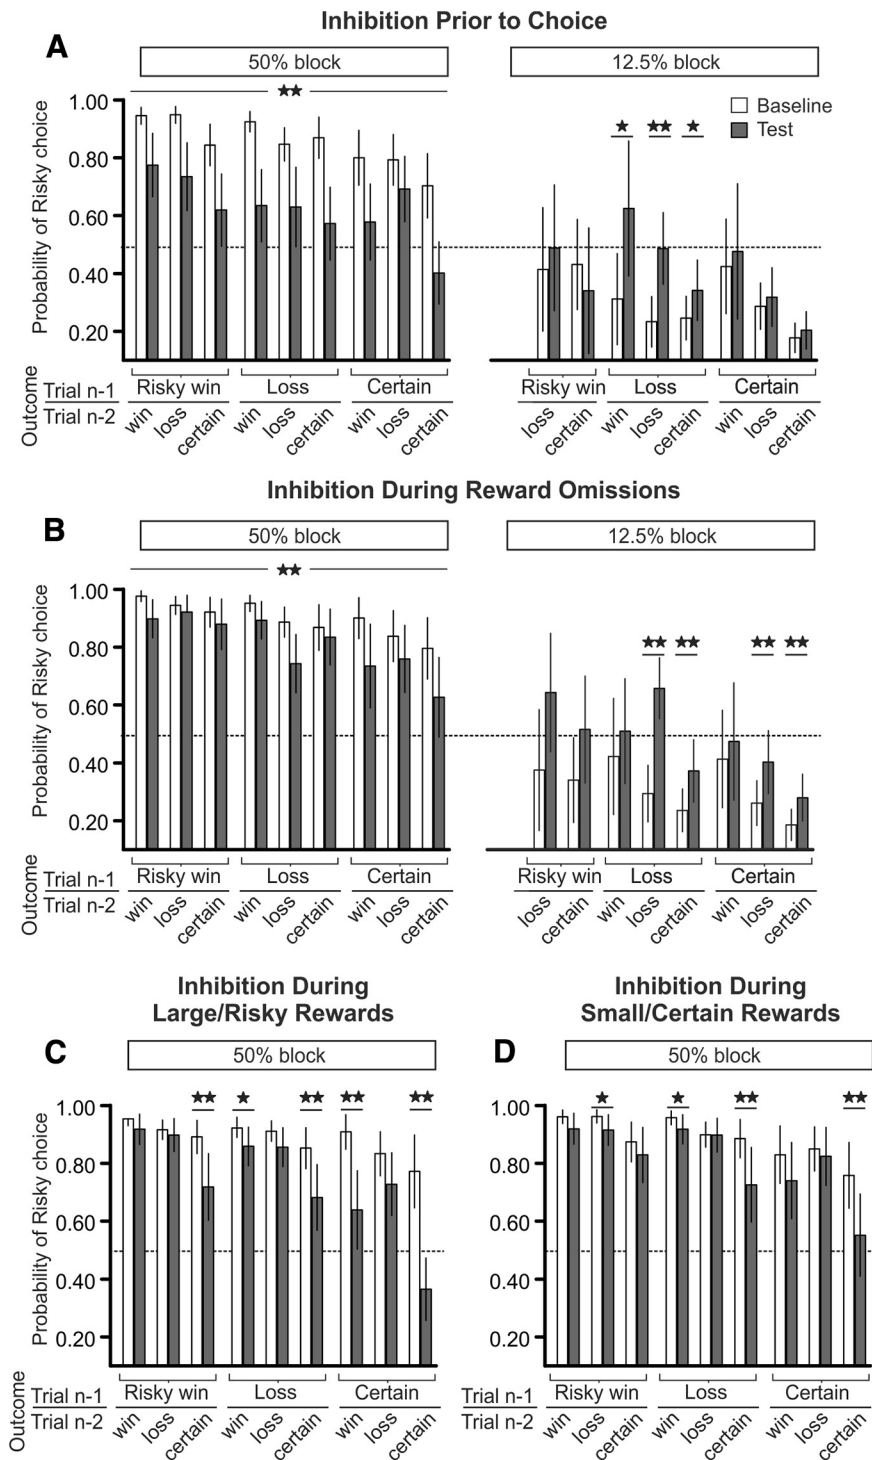 Inhibition Prior to Choice
A
50% block
12.5% block
★★
Baseline
Test
★ ★★ ★
Probability of Risky choice
1.00
0.80
0.60
0.40
0.20
Outcome
Trial n-1
Risky win Loss Certain
Risky win Loss Certain
Trial n-2
win loss certain win loss certain win loss certain
loss certain win loss certain win loss certain
Inhibition During Reward Omissions
B
50% block
12.5% block
★★
★★ ★★ ★★ ★★
Probability of Risky choice
1.00
0.80
0.60
0.40
0.20
Outcome
Trial n-1
Risky win Loss Certain
Risky win Loss Certain
Trial n-2
win loss certain win loss certain win loss certain
loss certain win loss certain win loss certain
Inhibition During
Large/Risky Rewards
C
50% block
★★ ★ ★★ ★★ ★★
Probability of Risky choice
1.00
0.80
0.60
0.40
0.20
Outcome
Trial n-1
Risky win Loss Certain
Trial n-2
win loss certain win loss certain win loss certain
Inhibition During
Small/Certain Rewards
D
50% block
★ ★ ★★ ★★
1.00
0.80
0.60
0.40
0.20
Trial n-1
Risky win Loss Certain
Trial n-2
win loss certain win loss certain win loss certain